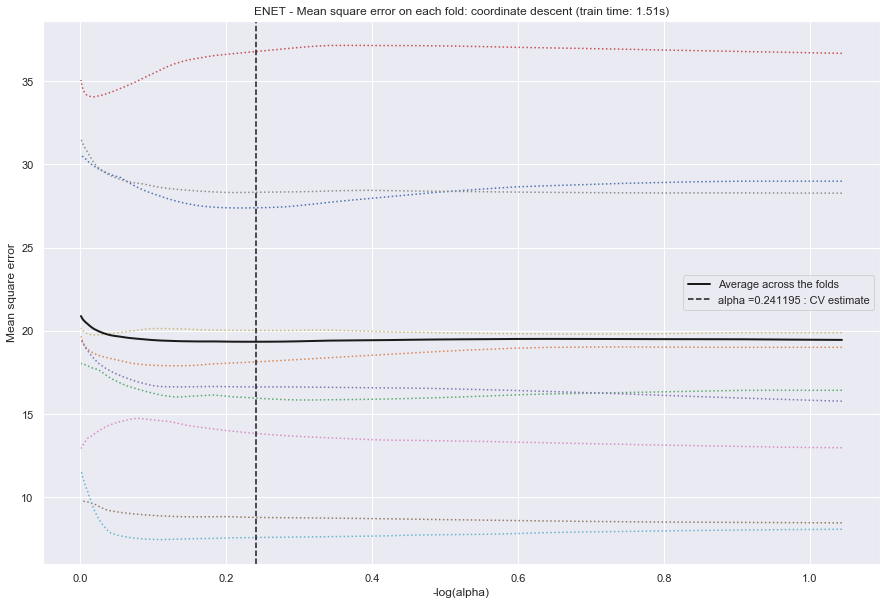 ENET - Mean square error on each fold: coordinate descent (train time: 1.51s)
Mean square error
35
30
25
20
15
10
Average across the folds
alpha =0.241195 : CV estimate
0.0 0.2 0.4 0.6 0.8 1.0
-log(alpha)